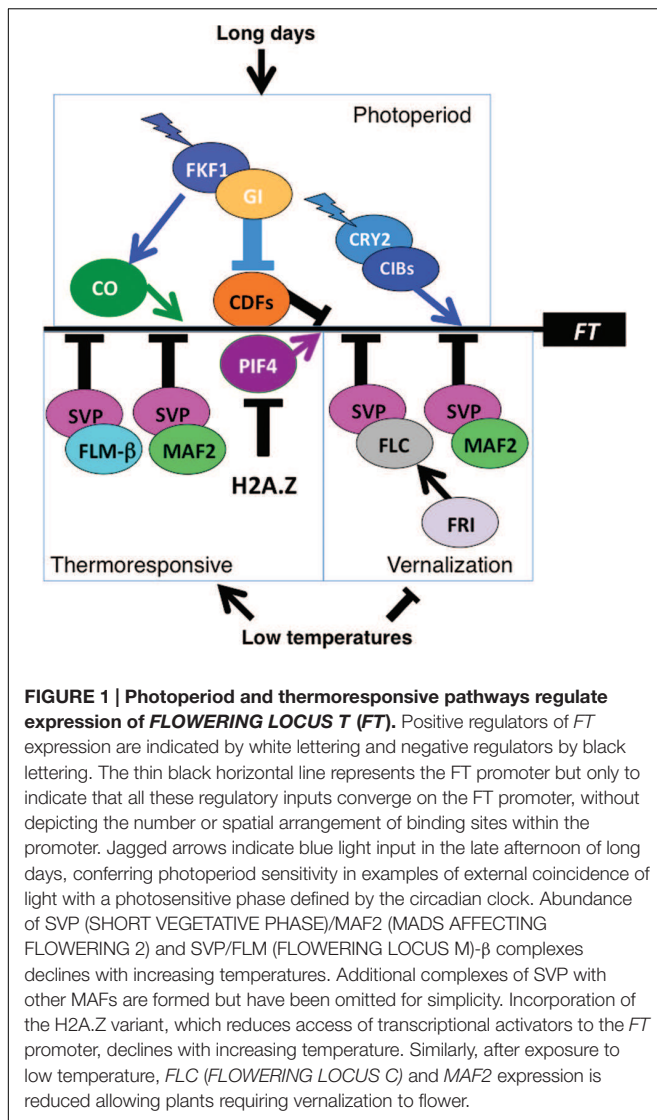 Long days
Photoperiod
FKF1
GI
CRY2
CIBs
CO
CDFs
FT
PIF4
SVP
FLM-β
SVP
MAF2
SVP
FLC
SVP
MAF2
H2A.Z
FRI
Thermoresponsive
Vernalization
Low temperatures
FIGURE 1 | Photoperiod and thermoresponsive pathways regulate
expression of FLOWERING LOCUS T (FT). Positive regulators of FT
expression are indicated by white lettering and negative regulators by black
lettering. The thin black horizontal line represents the FT promoter but only to
indicate that all these regulatory inputs converge on the FT promoter, without
depicting the number or spatial arrangement of binding sites within the
promoter. Jagged arrows indicate blue light input in the late afternoon of long
days, conferring photoperiod sensitivity in examples of external coincidence of
light with a photosensitive phase defined by the circadian clock. Abundance
of SVP (SHORT VEGETATIVE PHASE)/MAF2 (MADS AFFECTING
FLOWERING 2) and SVP/FLM (FLOWERING LOCUS M)-β complexes
declines with increasing temperatures. Additional complexes of SVP with
other MAFs are formed but have been omitted for simplicity. Incorporation of
the H2A.Z variant, which reduces access of transcriptional activators to the FT
promoter, declines with increasing temperature. Similarly, after exposure to
low temperature, FLC (FLOWERING LOCUS C) and MAF2 expression is
reduced allowing plants requiring vernalization to flower.